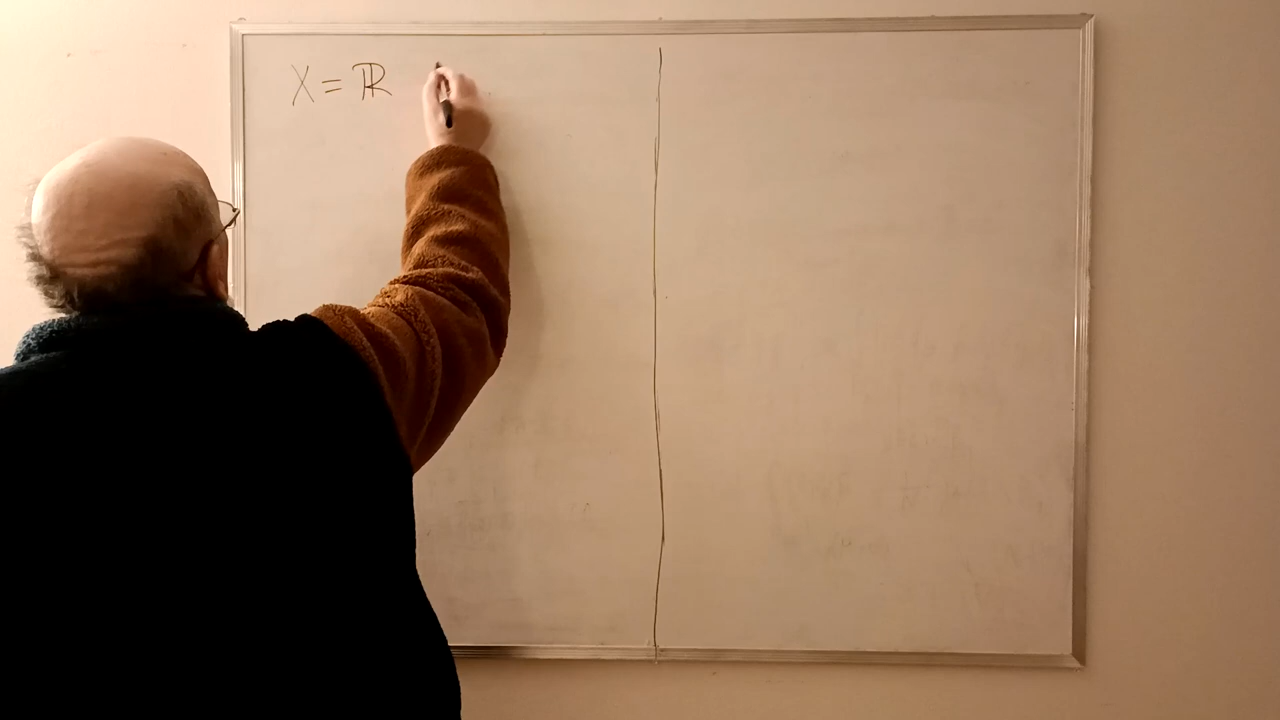 X = ℝ